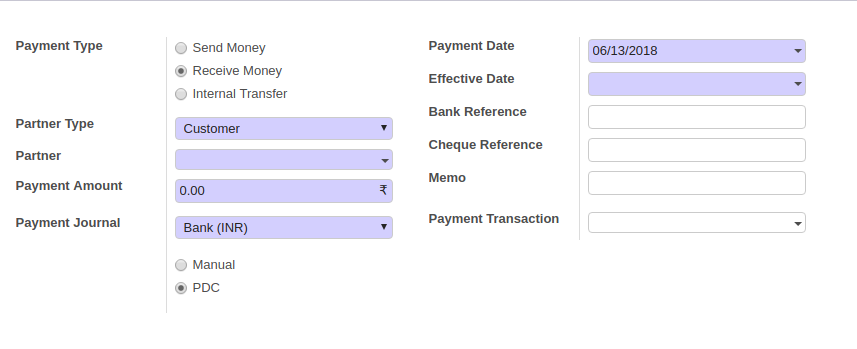 Payment Type
Send Money
Receive Money
Internal Transfer
Partner Type
Customer
Partner
Payment Amount
0.00 ₹
Payment Journal
Bank (INR)
Manual
PDC
Payment Date
06/13/2018
Effective Date
Bank Reference
Cheque Reference
Memo
Payment Transaction